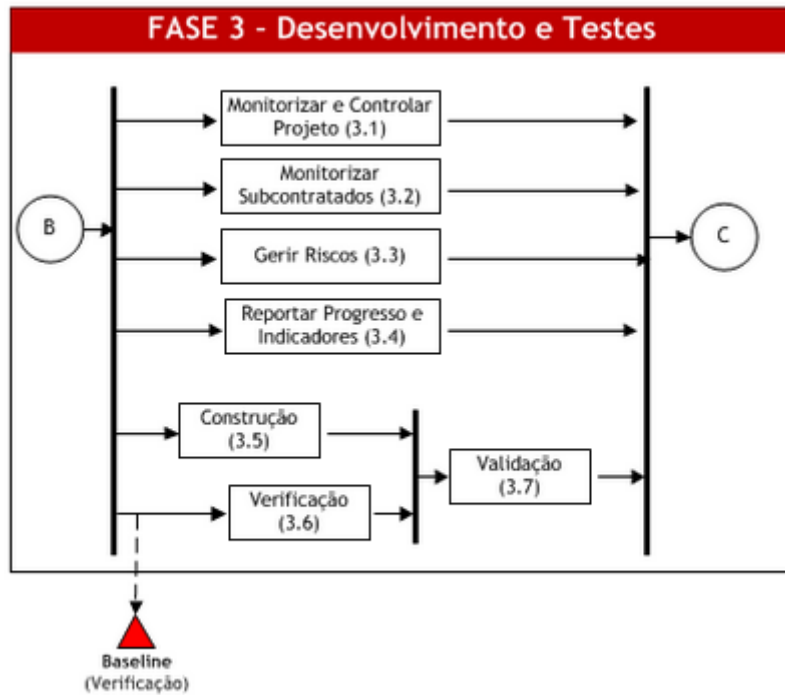 FASE 3 - Desenvolvimento e Testes
Monitorizar e Controlar
Projeto (3.1)
Monitorizar
Subcontratados (3.2)
B
C
Gerir Riscos (3.3)
Reportar Progresso e
Indicadores (3.4)
Construção
(3.5)
Validação
(3.7)
Verificação
(3.6)
Baseline
(Verificação)